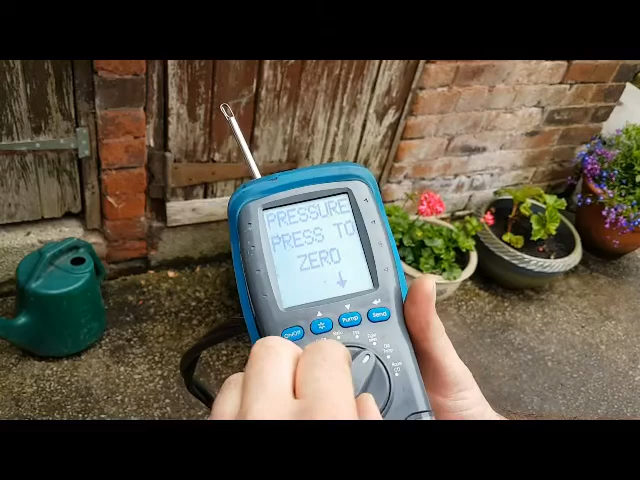 PRESSURE
PRESS TO
ZERO
ON/OFF
Pump
Send